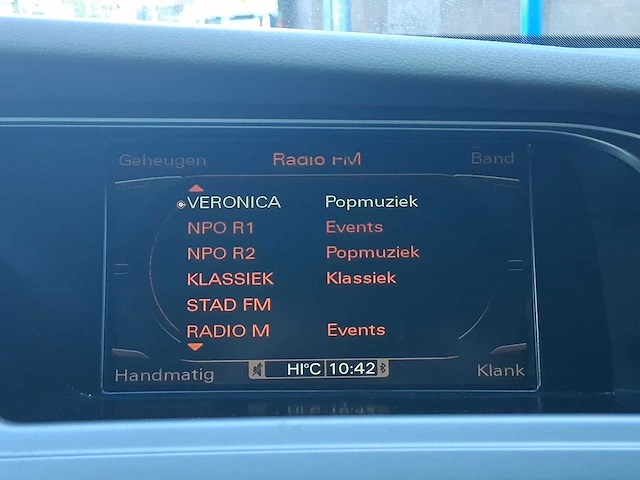 Geheugen Radio FM Band
VERONICA Popmuziek
NPO R1 Events
NPO R2 Popmuziek
KLASSIEK Klassiek
STAD FM
RADIO M Events
Handmatig HI°C 10:42 Klank